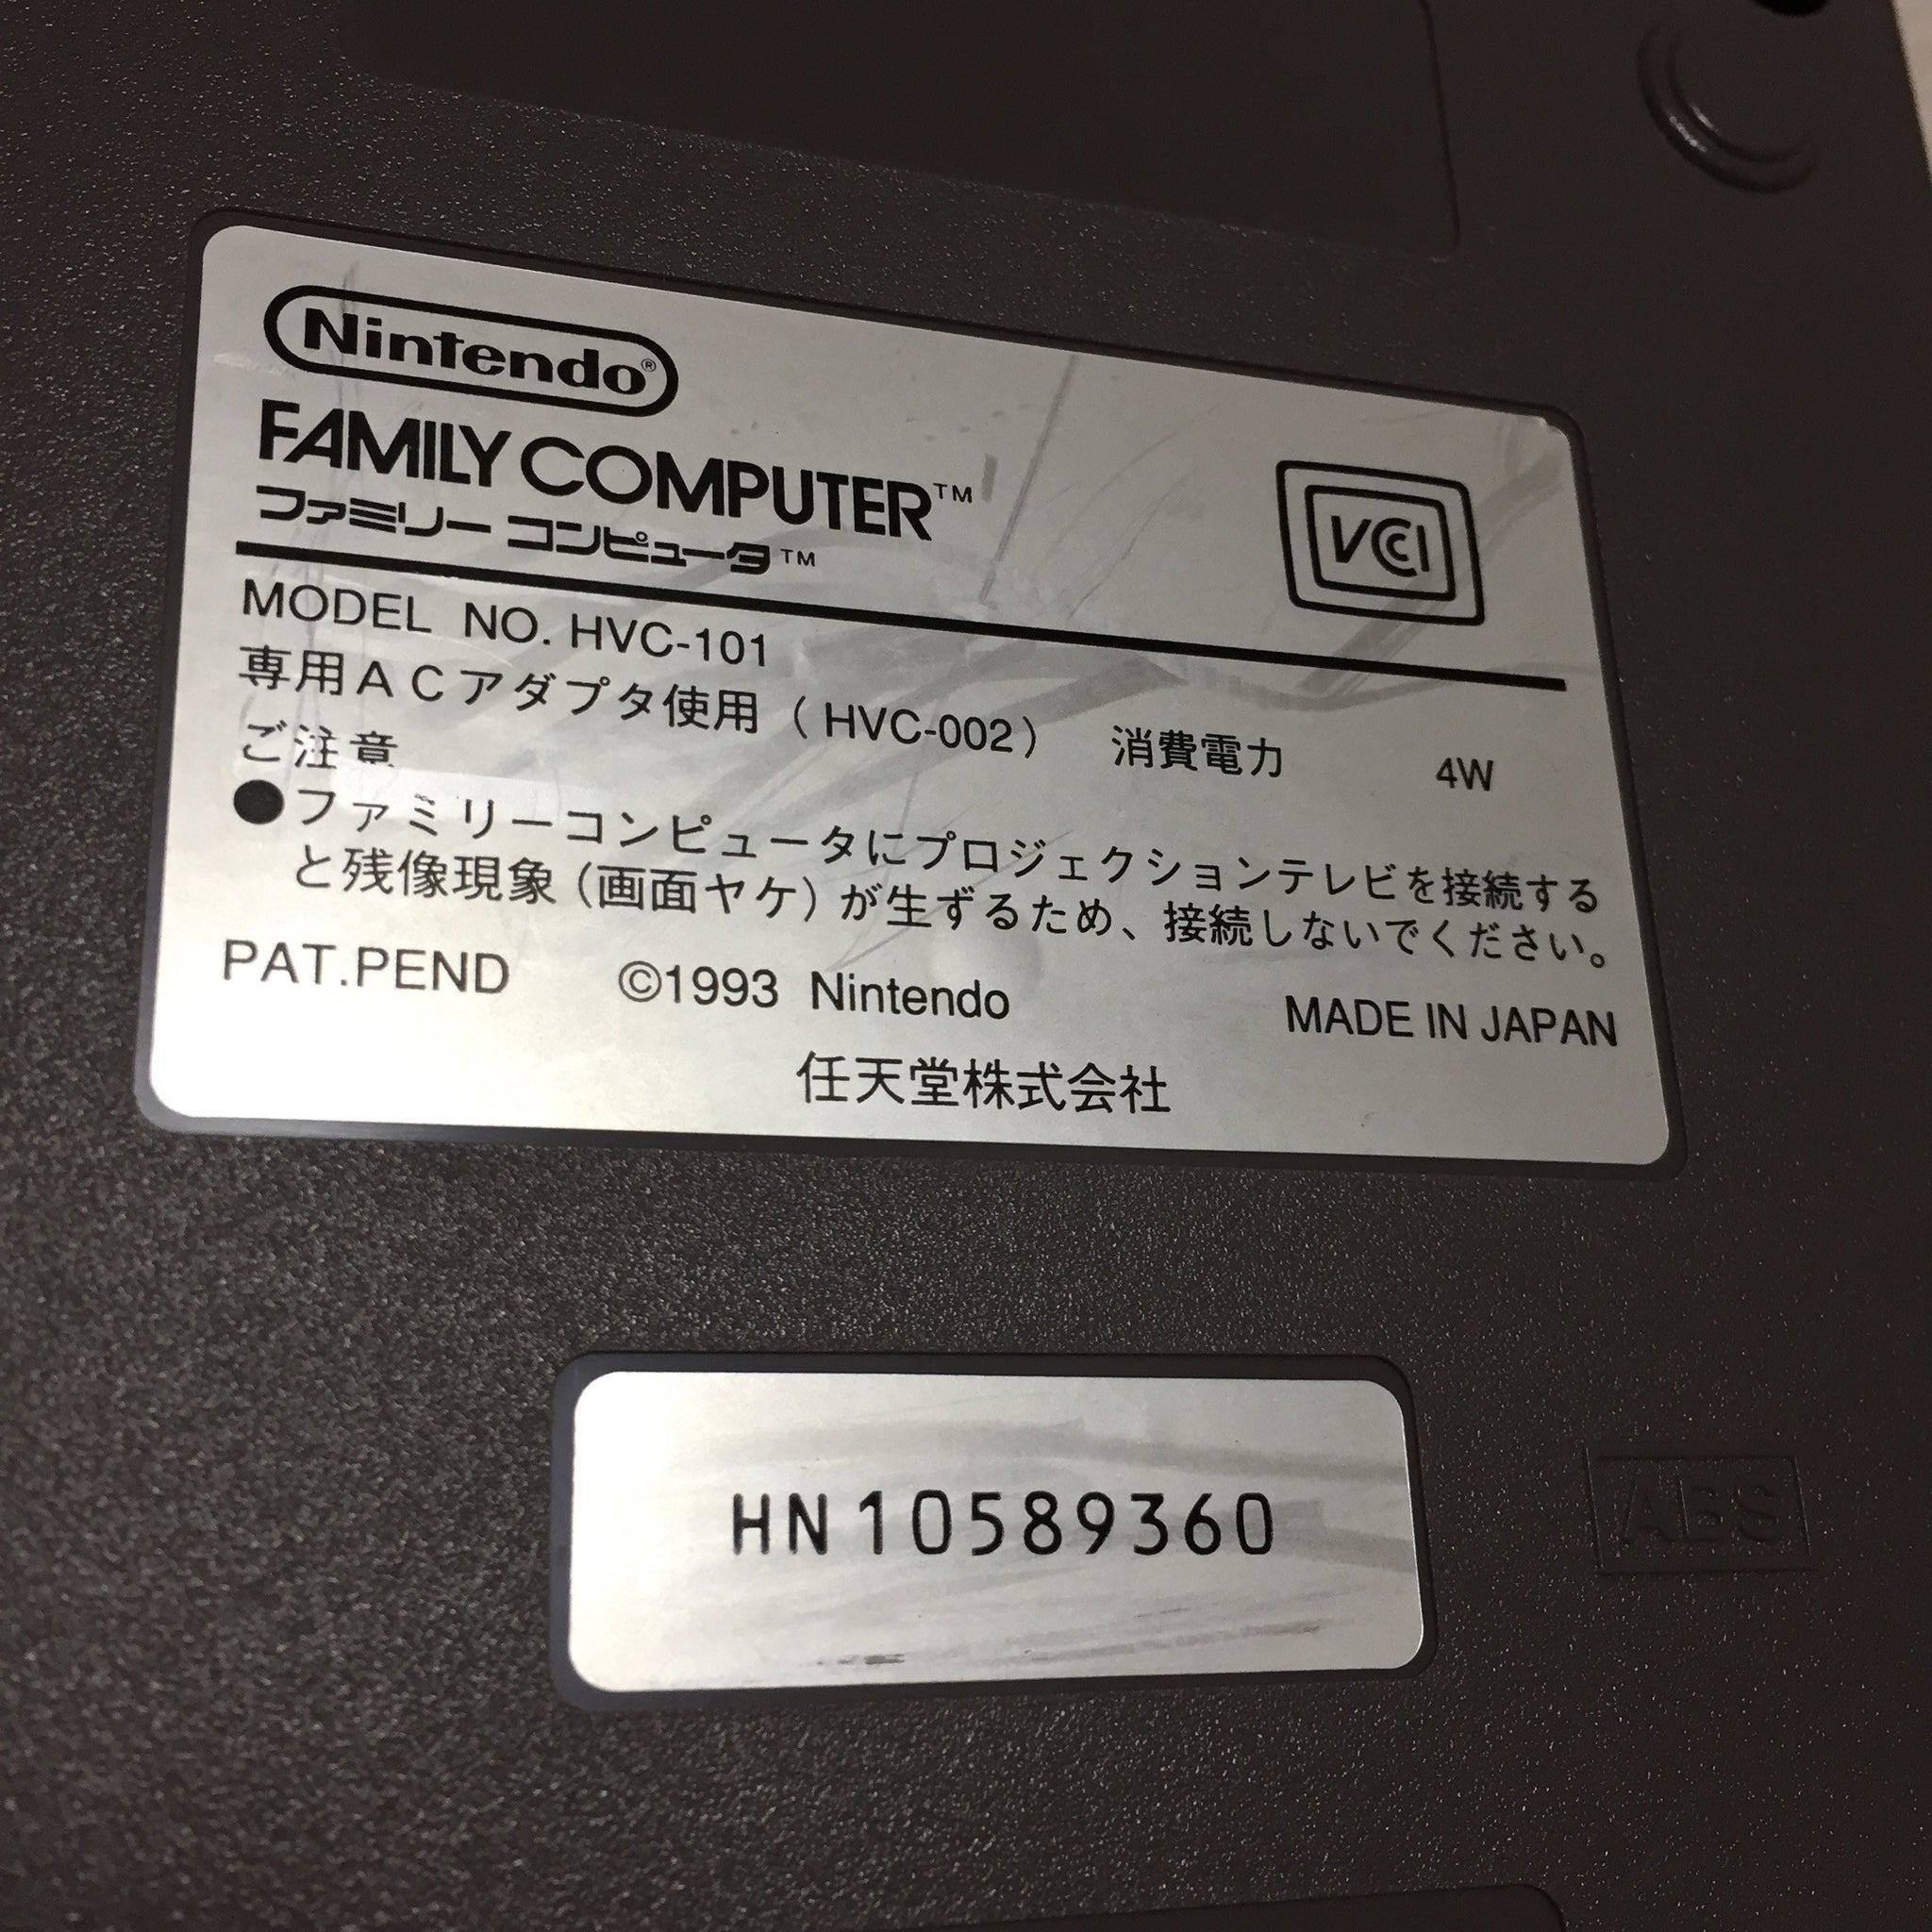 Nintendo®
FAMILY COMPUTER™
ファミリー コンピュータ™
VCCI
MODEL NO. HVC-101
専用ACアダプタ使用(HVC-002) 消費電力 4W
ご注意
●ファミリーコンピュータにプロジェクションテレビを接続する
と残像現象(画面ヤケ)が生ずるため、接続しないでください。
PAT.PEND ©1993 Nintendo MADE IN JAPAN
任天堂株式会社
HN10589360
ABS